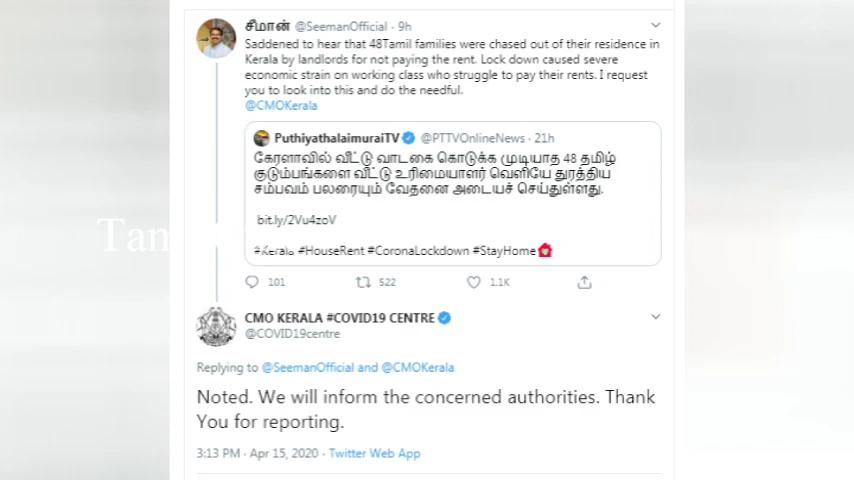 சீமான் @SeemanOfficial · 9h
Saddened to hear that 48Tamil families were chased out of their residence in
Kerala by landlords for not paying the rent. Lock down caused severe
economic strain on working class who struggle to pay their rents. I request
you to look into this and do the needful.
@CMOKerala
PuthiyathalaimuraiTV @PTTVOnlineNews · 21h
கேரளாவில் வீட்டு வாடகை கொடுக்க முடியாத 48 தமிழ்
குடும்பங்களை வீட்டு உரிமையாளர் வெளியே துரத்திய
சம்பவம் பலரையும் வேதனை அடையச் செய்துள்ளது.
bit.ly/2Vu4zoV
#Kerala #HouseRent #CoronaLockdown #StayHome
101 522 1.1K
CMO KERALA #COVID19 CENTRE
@COVID19centre
Replying to @SeemanOfficial and @CMOKerala
Noted. We will inform the concerned authorities. Thank
You for reporting.
3:13 PM · Apr 15, 2020 · Twitter Web App